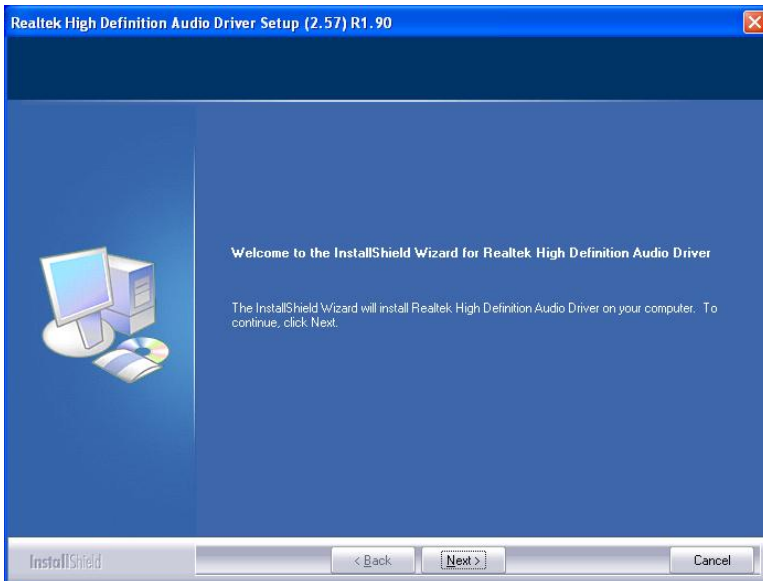 Realtek High Definition Audio Driver Setup (2.57) R1.90
Welcome to the InstallShield Wizard for Realtek High Definition Audio Driver
The InstallShield Wizard will install Realtek High Definition Audio Driver on your computer. To
continue, click Next.
InstallShield
< Back Next > Cancel